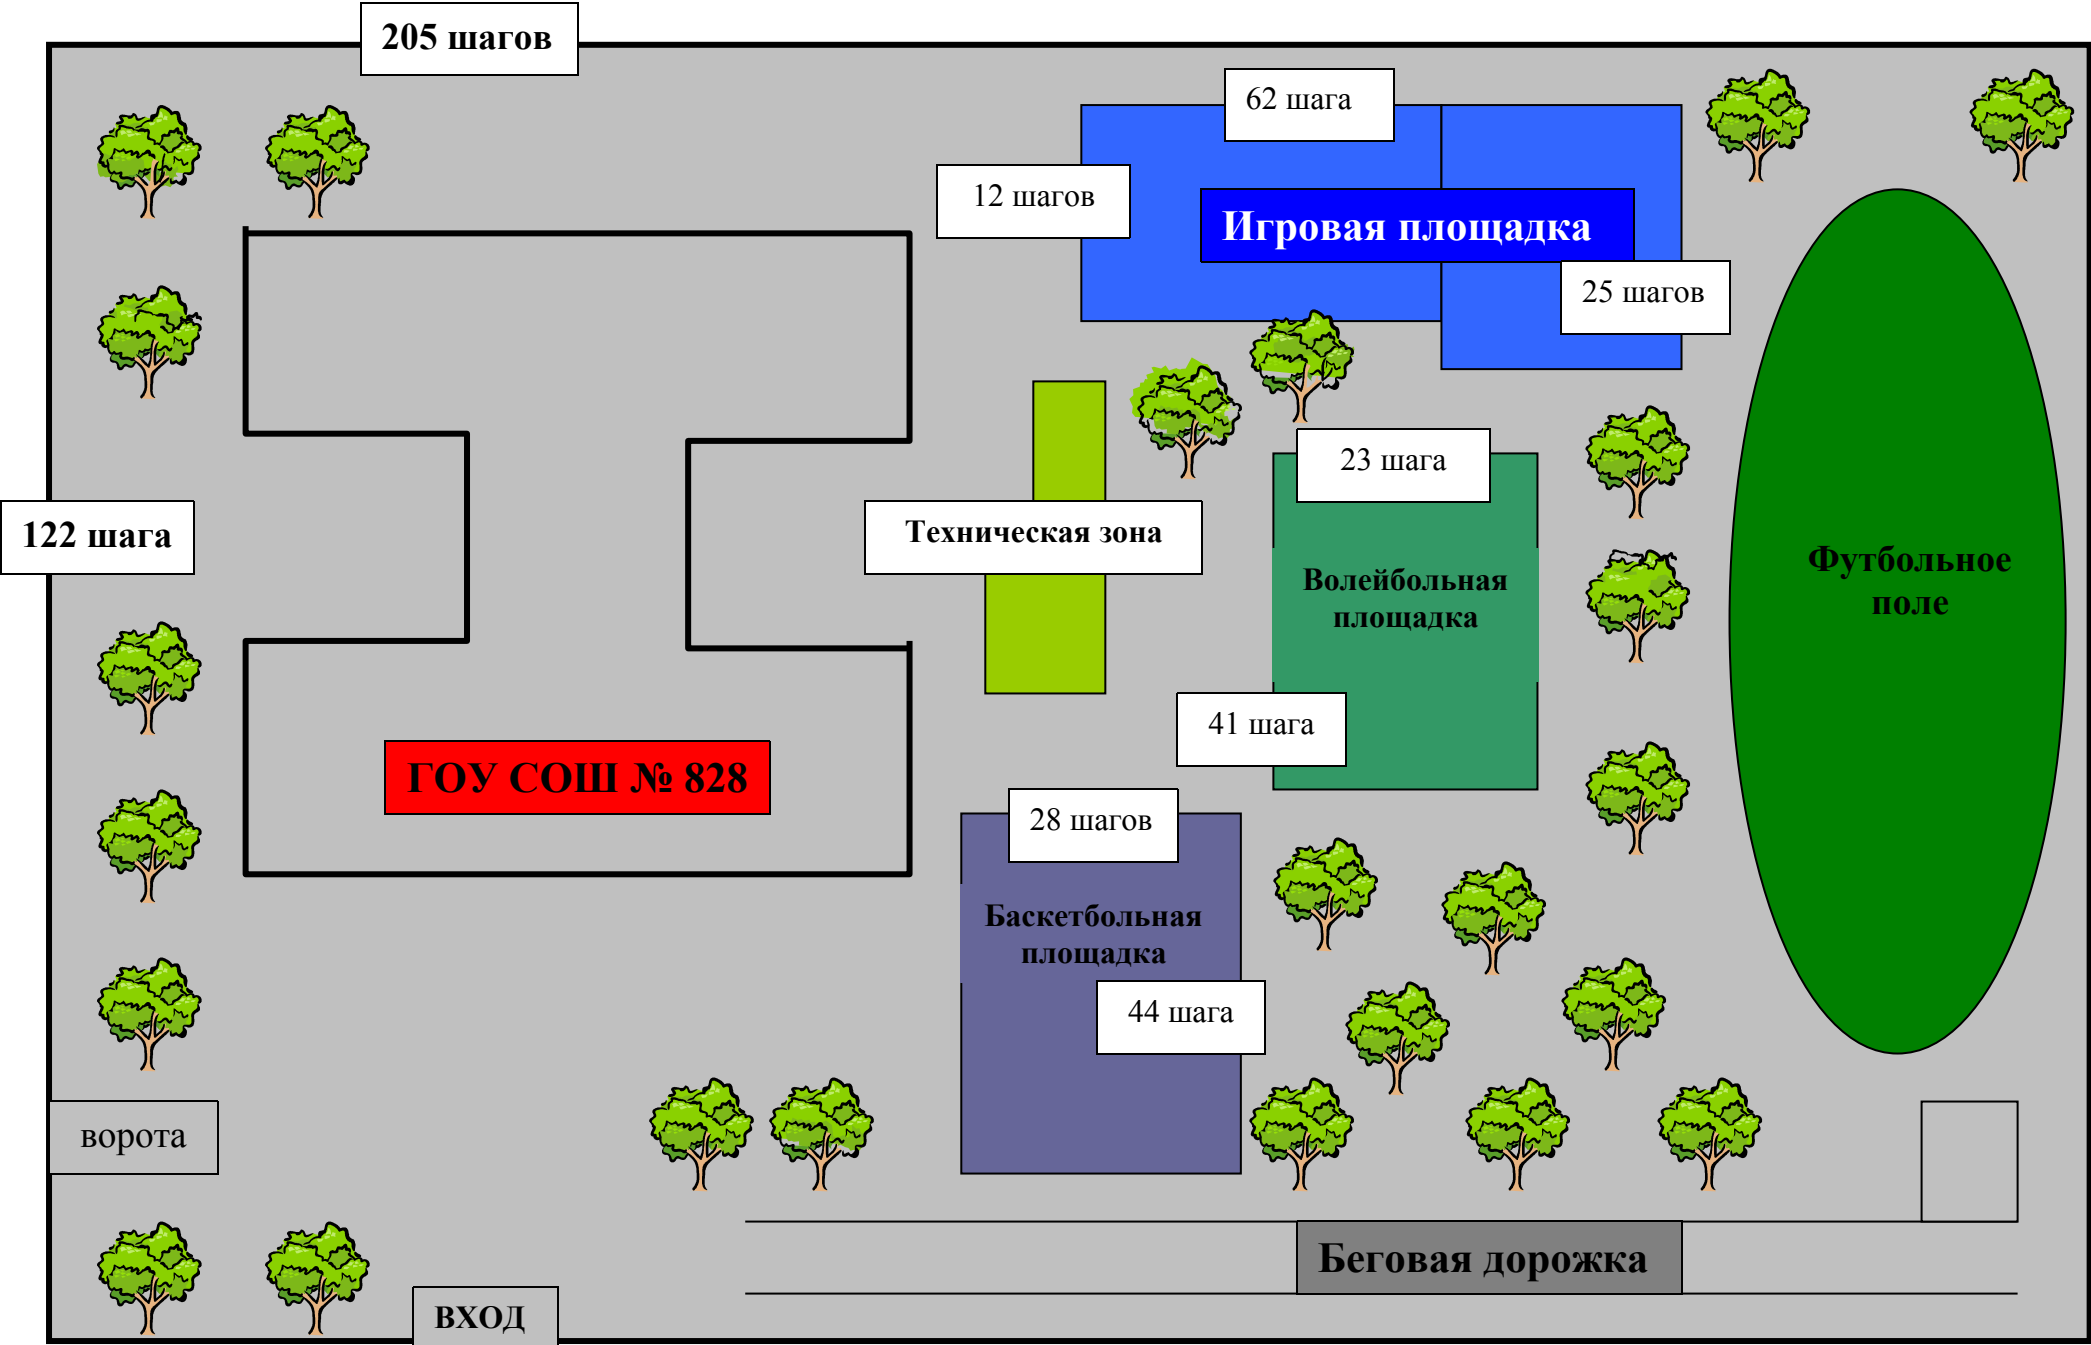 205 шагов
62 шага
12 шагов
Игровая площадка
25 шагов
23 шага
122 шага
Техническая зона
Волейбольная
площадка
Футбольное
поле
41 шага
ГОУ СОШ № 828
28 шагов
Баскетбольная
площадка
44 шага
ворота
Беговая дорожка
ВХОД